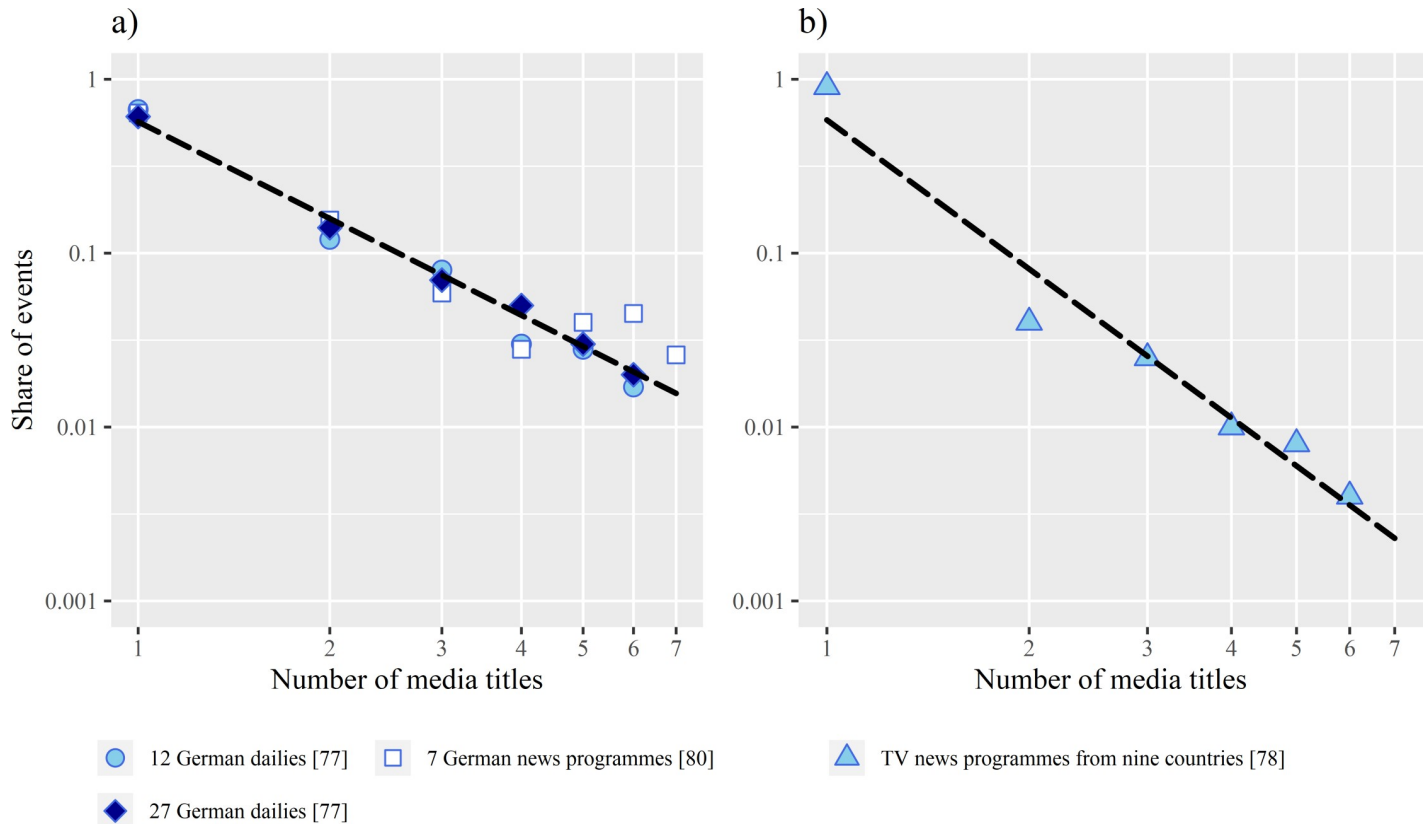 a)
b)
Share of events
1
0.1
0.01
0.001
1 2 3 4 5 6 7
Number of media titles
1
0.1
0.01
0.001
1 2 3 4 5 6 7
Number of media titles
12 German dailies [77]
7 German news programmes [80]
TV news programmes from nine countries [78]
27 German dailies [77]